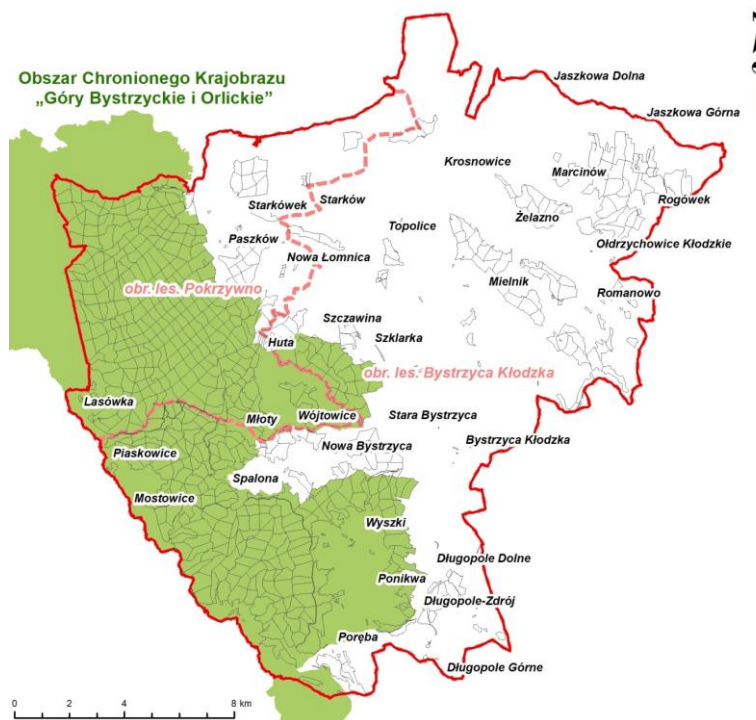 Obszar Chronionego Krajobrazu
„Góry Bystrzyckie i Orlickie”
Jaszkowa Dolna
Jaszkowa Górna
Krosnowice
Marcinów
Starkówek
Starków
Żelazno
Rogówek
Topolice
Paszków
Ołdrzychowice Kłodzkie
Nowa Łomnica
Mielnik
obr. les. Pokrzywno
Romanowo
Szczawina
Szklarka
Huta
obr. les. Bystrzyca Kłodzka
Lasówka
Młoty
Wójtowice
Stara Bystrzyca
Bystrzyca Kłodzka
Nowa Bystrzyca
Piaskowice
Spalona
Mostowice
Wyszki
Długopole Dolne
Ponikwa
Długopole-Zdrój
Poręba
Długopole Górne
0 2 4 8 km